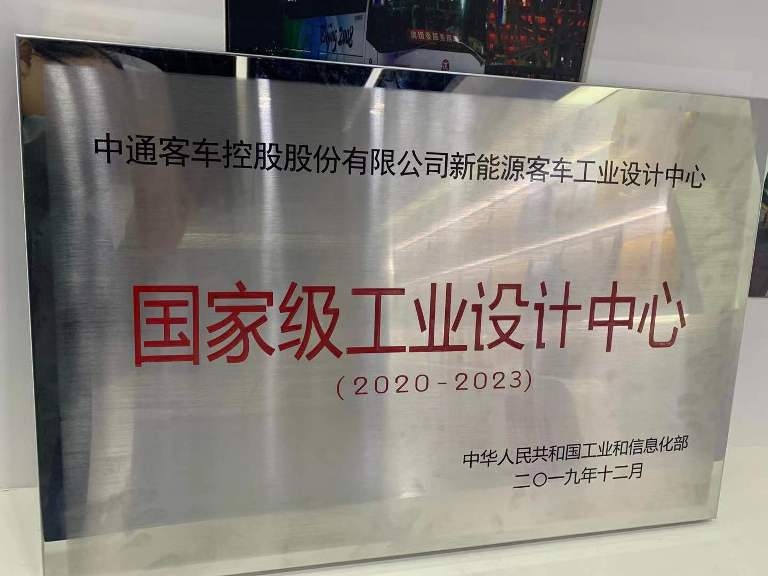 Beijing 2008
中通客车控股股份有限公司新能源客车工业设计中心
国家级工业设计中心
(2020-2023)
中华人民共和国工业和信息化部
二〇一九年十二月